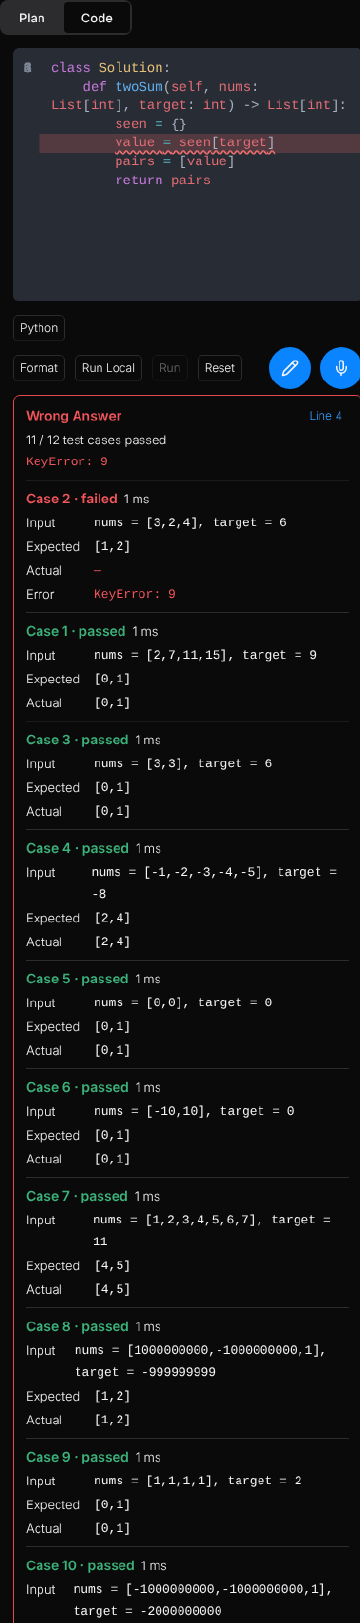 Plan
Code
class Solution:
def twoSum(self, nums:
List[int], target: int) -> List[int]:
seen = {}
value = seen[target]
pairs = [value]
return pairs
Python
Format
Run Local
Run
Reset
Wrong Answer
Line 4
11 / 12 test cases passed
KeyError: 9
Case 2 · failed 1 ms
Input nums = [3,2,4], target = 6
Expected [1,2]
Actual –
Error KeyError: 9
Case 1 · passed 1 ms
Input nums = [2,7,11,15], target = 9
Expected [0,1]
Actual [0,1]
Case 3 · passed 1 ms
Input nums = [3,3], target = 6
Expected [0,1]
Actual [0,1]
Case 4 · passed 1 ms
Input nums = [-1,-2,-3,-4,-5], target =
-8
Expected [2,4]
Actual [2,4]
Case 5 · passed 1 ms
Input nums = [0,0], target = 0
Expected [0,1]
Actual [0,1]
Case 6 · passed 1 ms
Input nums = [-10,10], target = 0
Expected [0,1]
Actual [0,1]
Case 7 · passed 1 ms
Input nums = [1,2,3,4,5,6,7], target =
11
Expected [4,5]
Actual [4,5]
Case 8 · passed 1 ms
Input nums = [1000000000,-1000000000,1],
target = -999999999
Expected [1,2]
Actual [1,2]
Case 9 · passed 1 ms
Input nums = [1,1,1,1], target = 2
Expected [0,1]
Actual [0,1]
Case 10 · passed 1 ms
Input nums = [-1000000000,-1000000000,1],
target = -2000000000